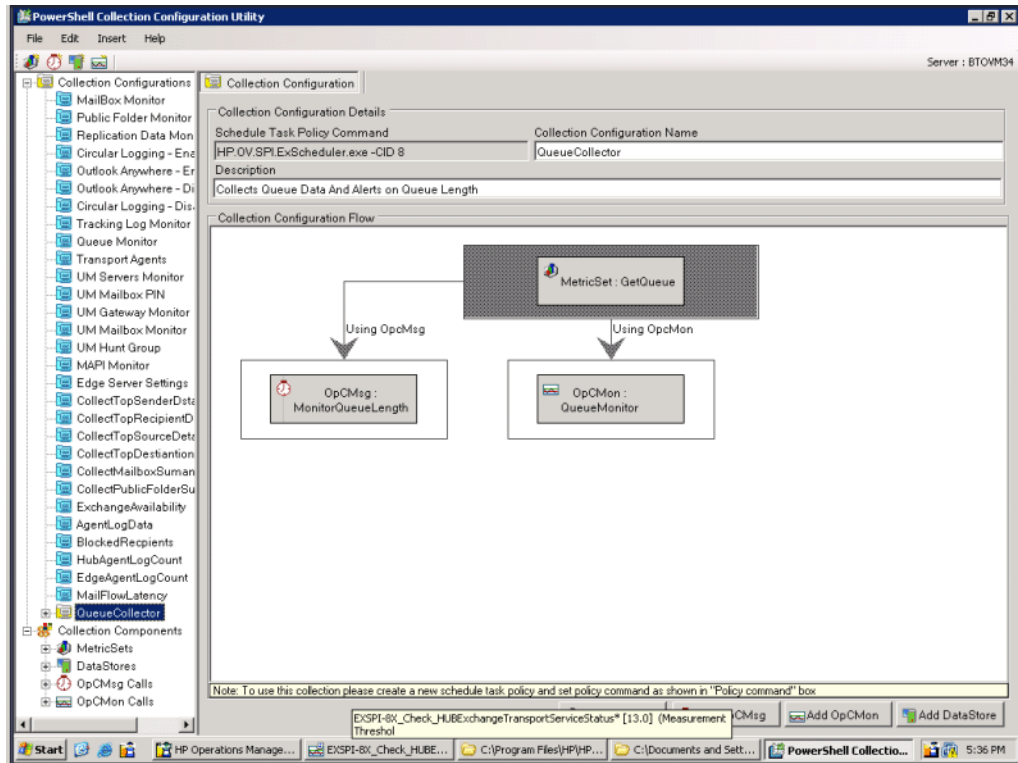 PowerShell Collection Configuration Utility
File Edit Insert Help
Server : BTOVM34
Collection Configurations
MailBox Monitor
Public Folder Monitor
Replication Data Mon
Circular Logging - Ena
Outlook Anywhere - Er
Outlook Anywhere - Di
Circular Logging - Dis
Tracking Log Monitor
Queue Monitor
Transport Agents
UM Servers Monitor
UM Mailbox PIN
UM Gateway Monitor
UM Mailbox Monitor
UM Hunt Group
MAPI Monitor
Edge Server Settings
CollectTopSenderDsta
CollectTopRecipientD
CollectTopSourceDeta
CollectTopDestiantion
CollectMailboxSuman
CollectPublicFolderSu
ExchangeAvailability
AgentLogData
BlockedRecpients
HubAgentLogCount
EdgeAgentLogCount
MailFlowLatency
QueueCollector
Collection Components
MetricSets
DataStores
OpCMsg Calls
OpCMon Calls
Collection Configuration
Collection Configuration Details
Schedule Task Policy Command
Collection Configuration Name
HP.OV.SPI.ExScheduler.exe -CID 8
QueueCollector
Description
Collects Queue Data And Alerts on Queue Length
Collection Configuration Flow
MetricSet : GetQueue
Using OpcMsg
Using OpcMon
OpCMsg :
MonitorQueueLength
OpCMon :
QueueMonitor
Note: To use this collection please create a new schedule task policy and set policy command as shown in "Policy command" box
CMsg
Add OpCMon
Add DataStore
EXSPI-8X_Check_HUBExchangeTransportServiceStatus* [13.0] (Measurement
Threshol
Start
HP Operations Manage...
EXSPI-8X_Check_HUBE...
C:\Program Files\HP\HP...
C:\Documents and Sett...
PowerShell Collectio...
5:36 PM